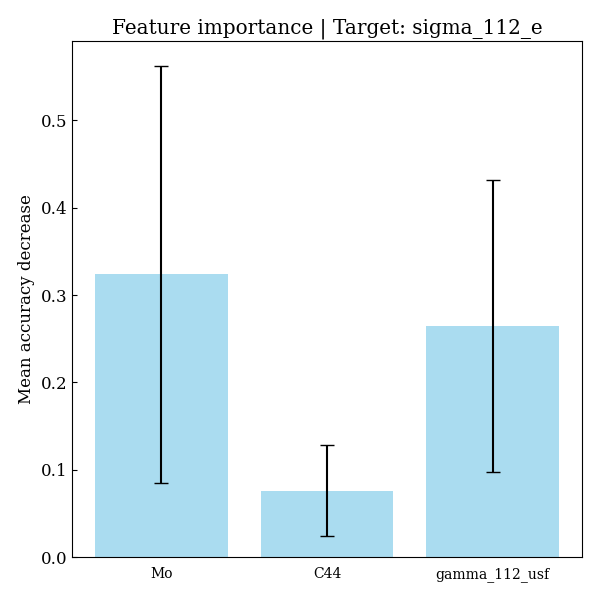 Feature importance | Target: sigma_112_e
Mean accuracy decrease
0.5
0.4
0.3
0.2
0.1
0.0
Mo
C44
gamma_112_usf